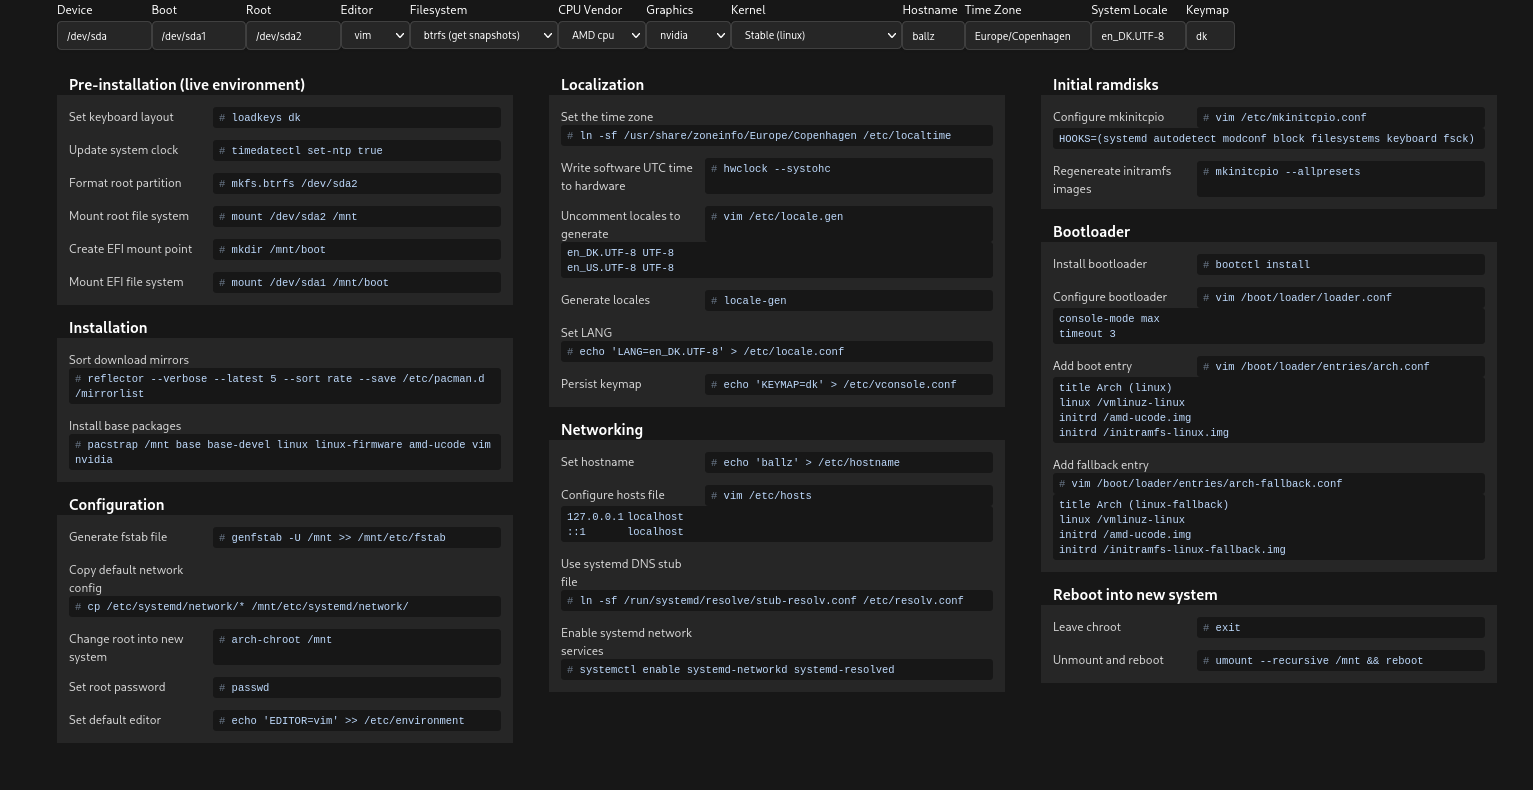 Device Boot Root Editor Filesystem CPU Vendor Graphics Kernel Hostname Time Zone System Locale Keymap
/dev/sda /dev/sda1 /dev/sda2 vim btrfs (get snapshots) AMD cpu nvidia Stable (linux) ballz Europe/Copenhagen en_DK.UTF-8 dk
Pre-installation (live environment)
Set keyboard layout # loadkeys dk
Update system clock # timedatectl set-ntp true
Format root partition # mkfs.btrfs /dev/sda2
Mount root file system # mount /dev/sda2 /mnt
Create EFI mount point # mkdir /mnt/boot
Mount EFI file system # mount /dev/sda1 /mnt/boot
Installation
Sort download mirrors
# reflector --verbose --latest 5 --sort rate --save /etc/pacman.d
/mirrorlist
Install base packages
# pacstrap /mnt base base-devel linux linux-firmware amd-ucode vim
nvidia
Configuration
Generate fstab file # genfstab -U /mnt >> /mnt/etc/fstab
Copy default network
config
# cp /etc/systemd/network/* /mnt/etc/systemd/network/
Change root into new # arch-chroot /mnt
system
Set root password # passwd
Set default editor # echo 'EDITOR=vim' >> /etc/environment
Localization
Set the time zone
# ln -sf /usr/share/zoneinfo/Europe/Copenhagen /etc/localtime
Write software UTC time # hwclock --systohc
to hardware
Uncomment locales to # vim /etc/locale.gen
generate
en_DK.UTF-8 UTF-8
en_US.UTF-8 UTF-8
Generate locales # locale-gen
Set LANG
# echo 'LANG=en_DK.UTF-8' > /etc/locale.conf
Persist keymap # echo 'KEYMAP=dk' > /etc/vconsole.conf
Networking
Set hostname # echo 'ballz' > /etc/hostname
Configure hosts file # vim /etc/hosts
127.0.0.1 localhost
::1 localhost
Use systemd DNS stub
file
# ln -sf /run/systemd/resolve/stub-resolv.conf /etc/resolv.conf
Enable systemd network
services
# systemctl enable systemd-networkd systemd-resolved
Initial ramdisks
Configure mkinitcpio # vim /etc/mkinitcpio.conf
HOOKS=(systemd autodetect modconf block filesystems keyboard fsck)
Regenereate initramfs # mkinitcpio --allpresets
images
Bootloader
Install bootloader # bootctl install
Configure bootloader # vim /boot/loader/loader.conf
console-mode max
timeout 3
Add boot entry # vim /boot/loader/entries/arch.conf
title Arch (linux)
linux /vmlinuz-linux
initrd /amd-ucode.img
initrd /initramfs-linux.img
Add fallback entry
# vim /boot/loader/entries/arch-fallback.conf
title Arch (linux-fallback)
linux /vmlinuz-linux
initrd /amd-ucode.img
initrd /initramfs-linux-fallback.img
Reboot into new system
Leave chroot # exit
Unmount and reboot # umount --recursive /mnt && reboot